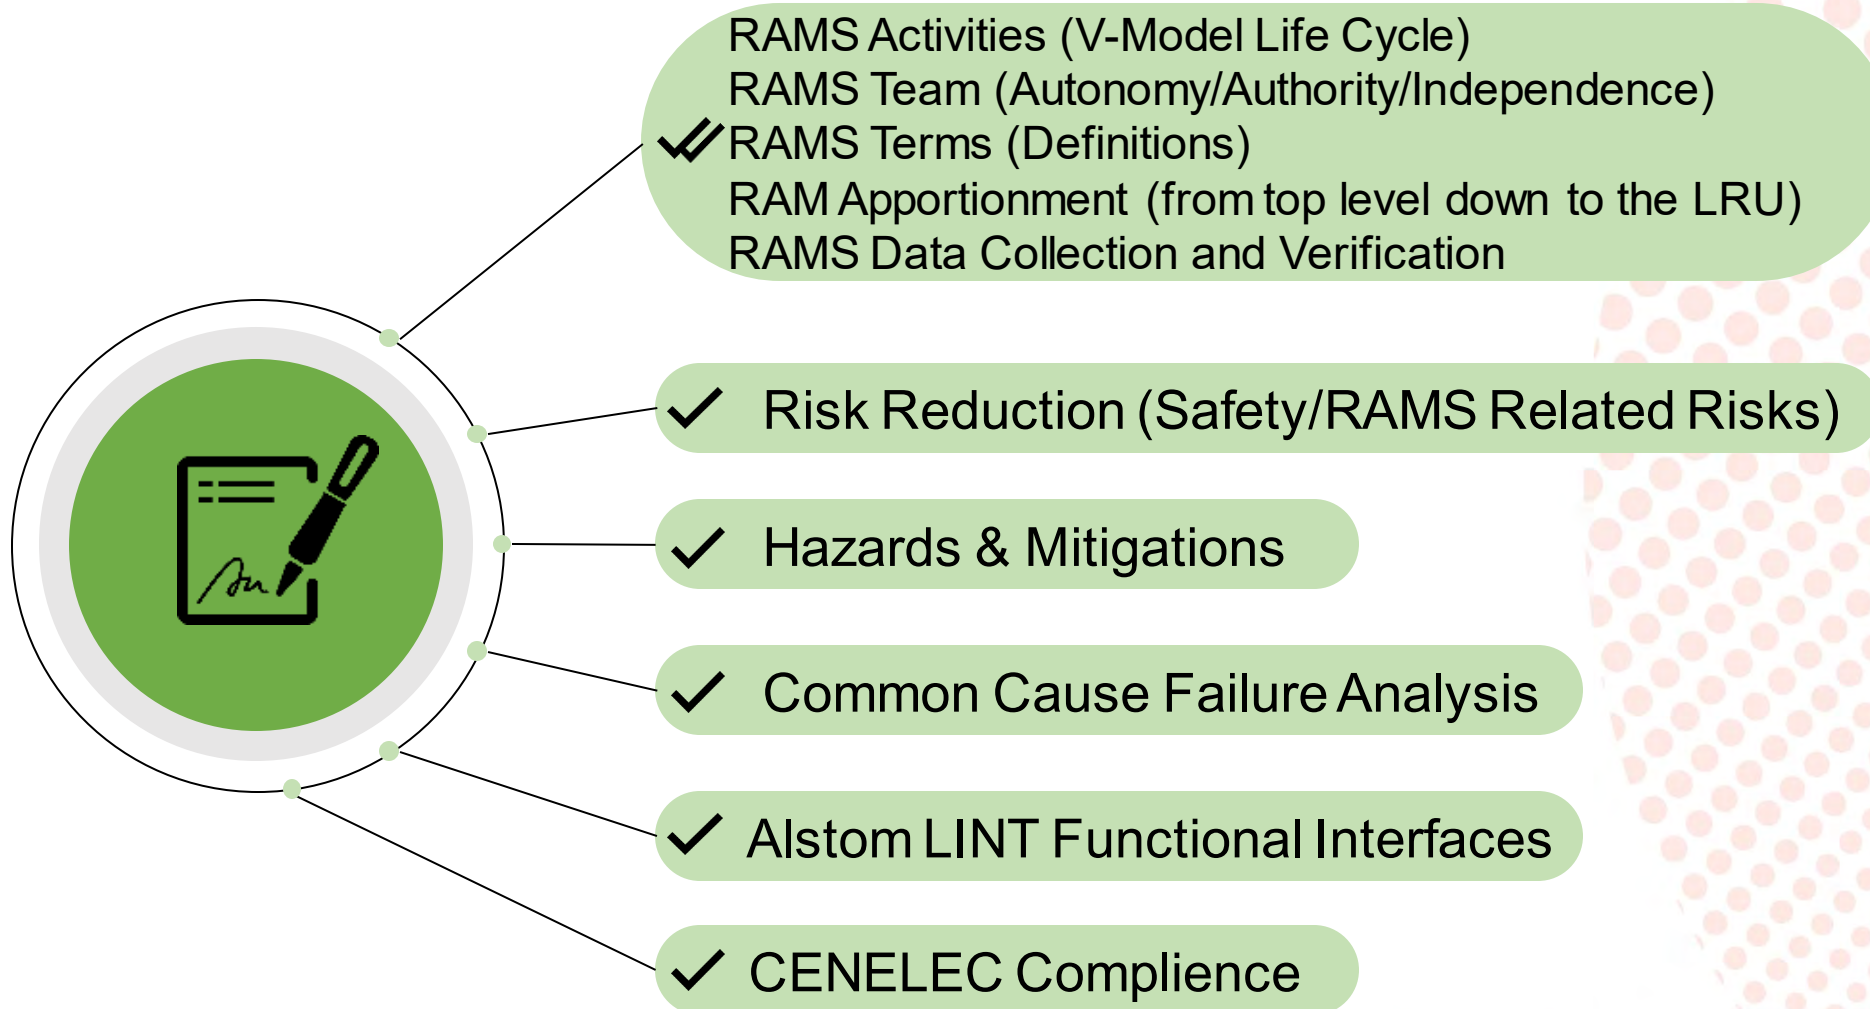 RAMS Activities (V-Model Life Cycle)
RAMS Team (Autonomy/Authority/Independence)
RAMS Terms (Definitions)
RAM Apportionment (from top level down to the LRU)
RAMS Data Collection and Verification
Risk Reduction (Safety/RAMS Related Risks)
Hazards & Mitigations
Common Cause Failure Analysis
Alstom LINT Functional Interfaces
CENELEC Complience